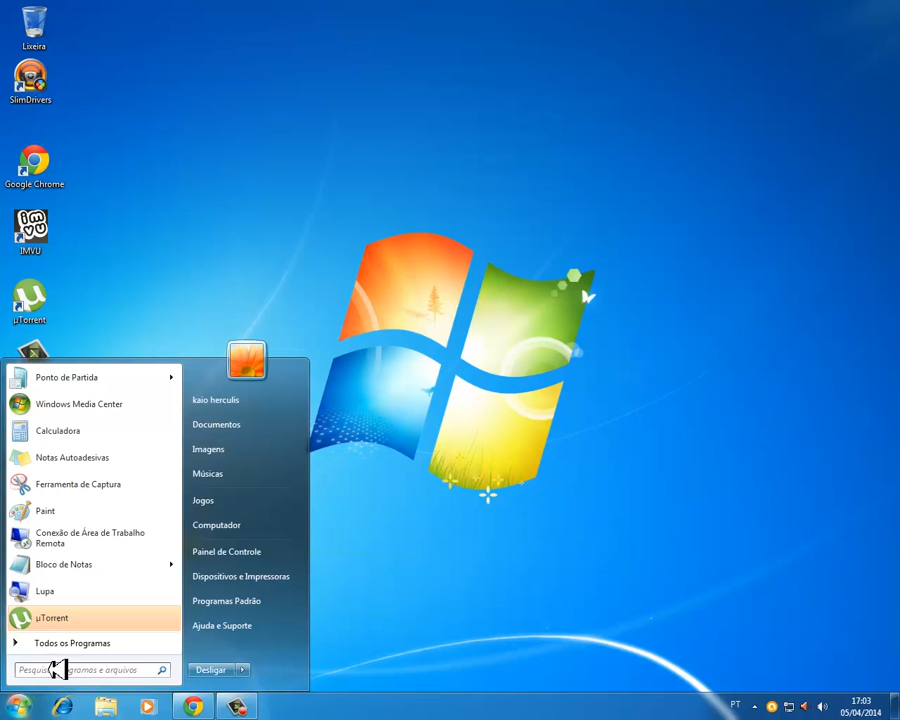 Lixeira
SlimDrivers
Google Chrome
imvu
IMVU
µTorrent
Ponto de Partida
Windows Media Center
Calculadora
Notas Autoadesivas
Ferramenta de Captura
Paint
Conexão de Área de Trabalho
Remota
Bloco de Notas
Lupa
µTorrent
Todos os Programas
kaio herculis
Documentos
Imagens
Músicas
Jogos
Computador
Painel de Controle
Dispositivos e Impressoras
Programas Padrão
Ajuda e Suporte
Desligar
e arquivos
PT
17:03
05/04/2014